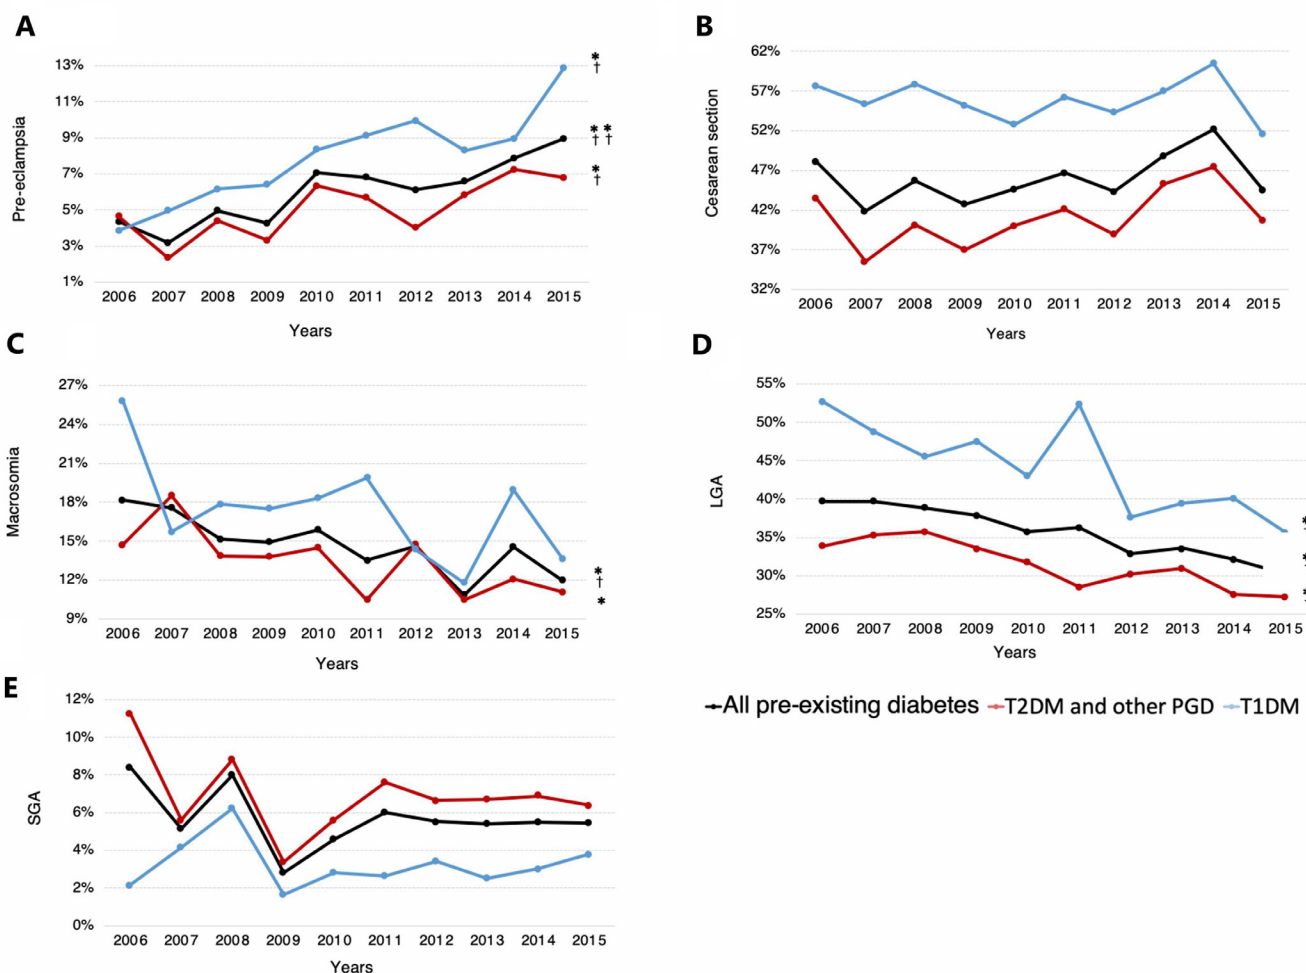 A
Pre-eclampsia
13%
11%
9%
7%
5%
3%
1%
*
†
* *
† †
*
†
2006 2007 2008 2009 2010 2011 2012 2013 2014 2015
Years
B
Cesarean section
62%
57%
52%
47%
42%
37%
32%
2006 2007 2008 2009 2010 2011 2012 2013 2014 2015
Years
C
Macrosomia
27%
24%
21%
18%
15%
12%
9%
*
†
*
2006 2007 2008 2009 2010 2011 2012 2013 2014 2015
Years
D
LGA
55%
50%
45%
40%
35%
30%
25%
2006 2007 2008 2009 2010 2011 2012 2013 2014 2015
Years
E
SGA
12%
10%
8%
6%
4%
2%
0%
2006 2007 2008 2009 2010 2011 2012 2013 2014 2015
Years
All pre-existing diabetes T2DM and other PGD T1DM